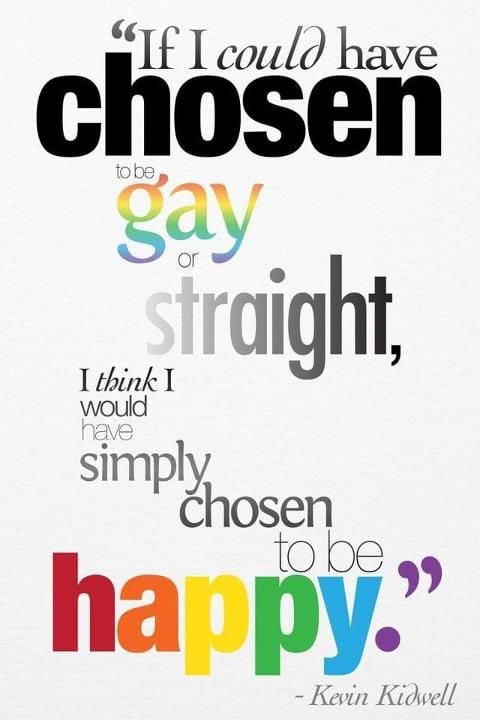 “If I could have
chosen
to be
gay
or
straight,
I think I
would
have
simply
chosen
to be
happy.”
- Kevin Kidwell